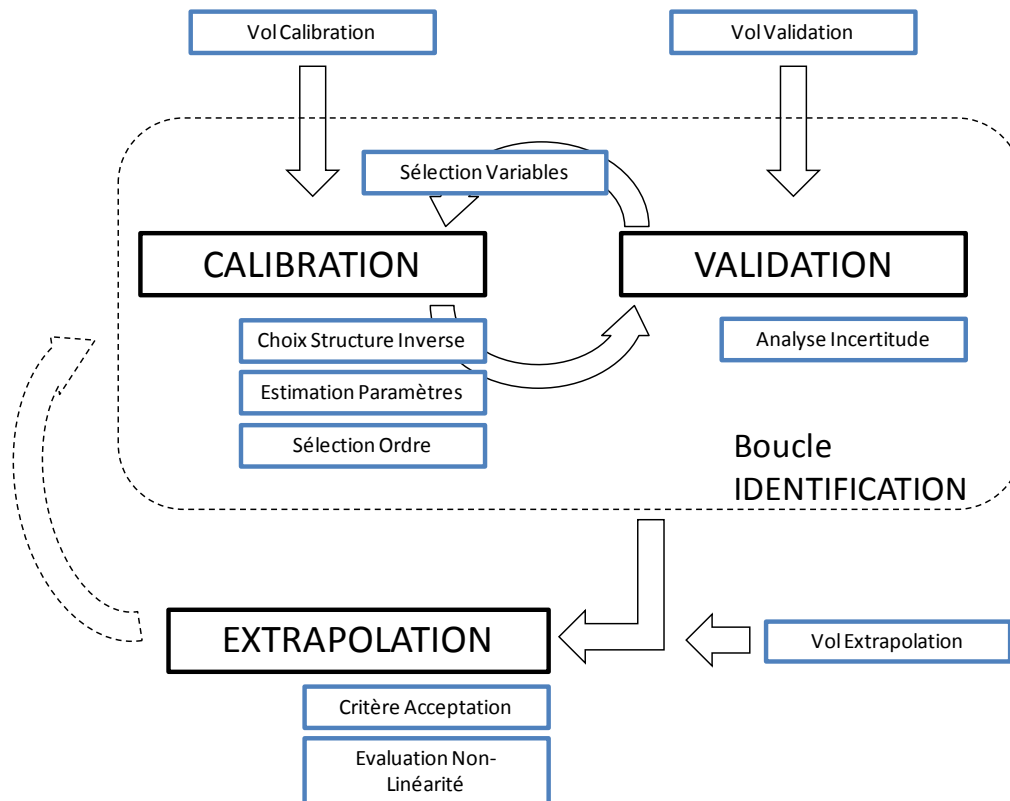 Vol Calibration
Vol Validation
Sélection Variables
CALIBRATION
VALIDATION
Choix Structure Inverse
Analyse Incertitude
Estimation Paramètres
Sélection Ordre
Boucle
IDENTIFICATION
EXTRAPOLATION
Vol Extrapolation
Critère Acceptation
Evaluation Non-
Linéarité